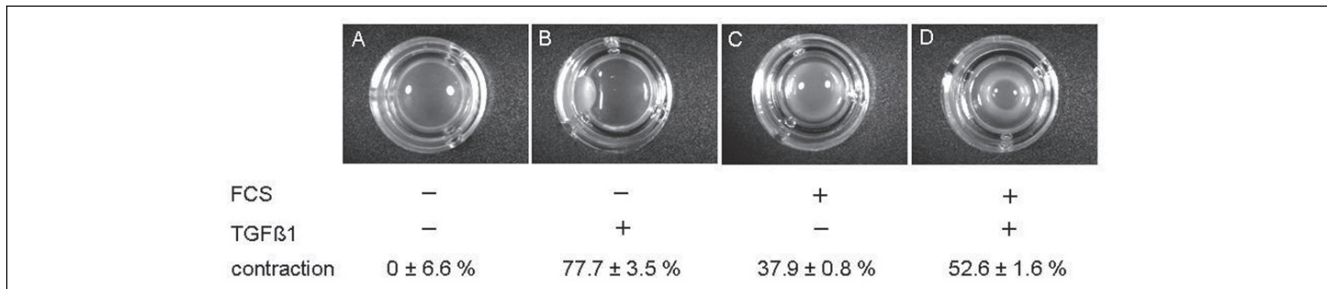 A B C D
FCS − − + +
TGFß1 − + − +
contraction 0 ± 6.6 % 77.7 ± 3.5 % 37.9 ± 0.8 % 52.6 ± 1.6 %